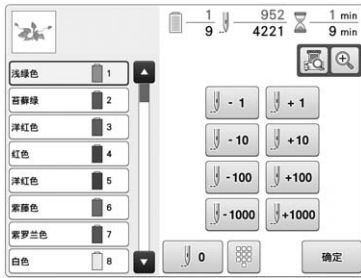 1 952 1 min
9 4221 9 min
浅绿色 1
苔藓绿 2
洋红色 3
红色 4
洋红色 5
紫藤色 6
紫罗兰色 7
白色 8
- 1 + 1
- 10 +10
- 100 +100
- 1000 +1000
0 确定